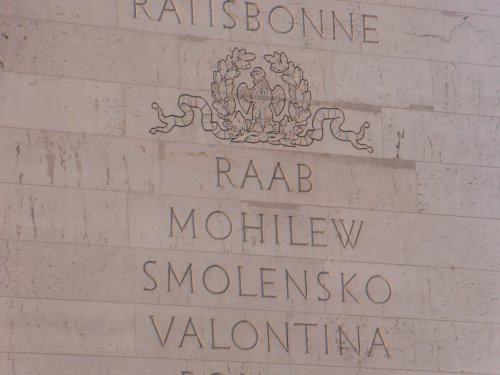 RATISBONNE
RAAB
MOHILEW
SMOLENSKO
VALONTINA